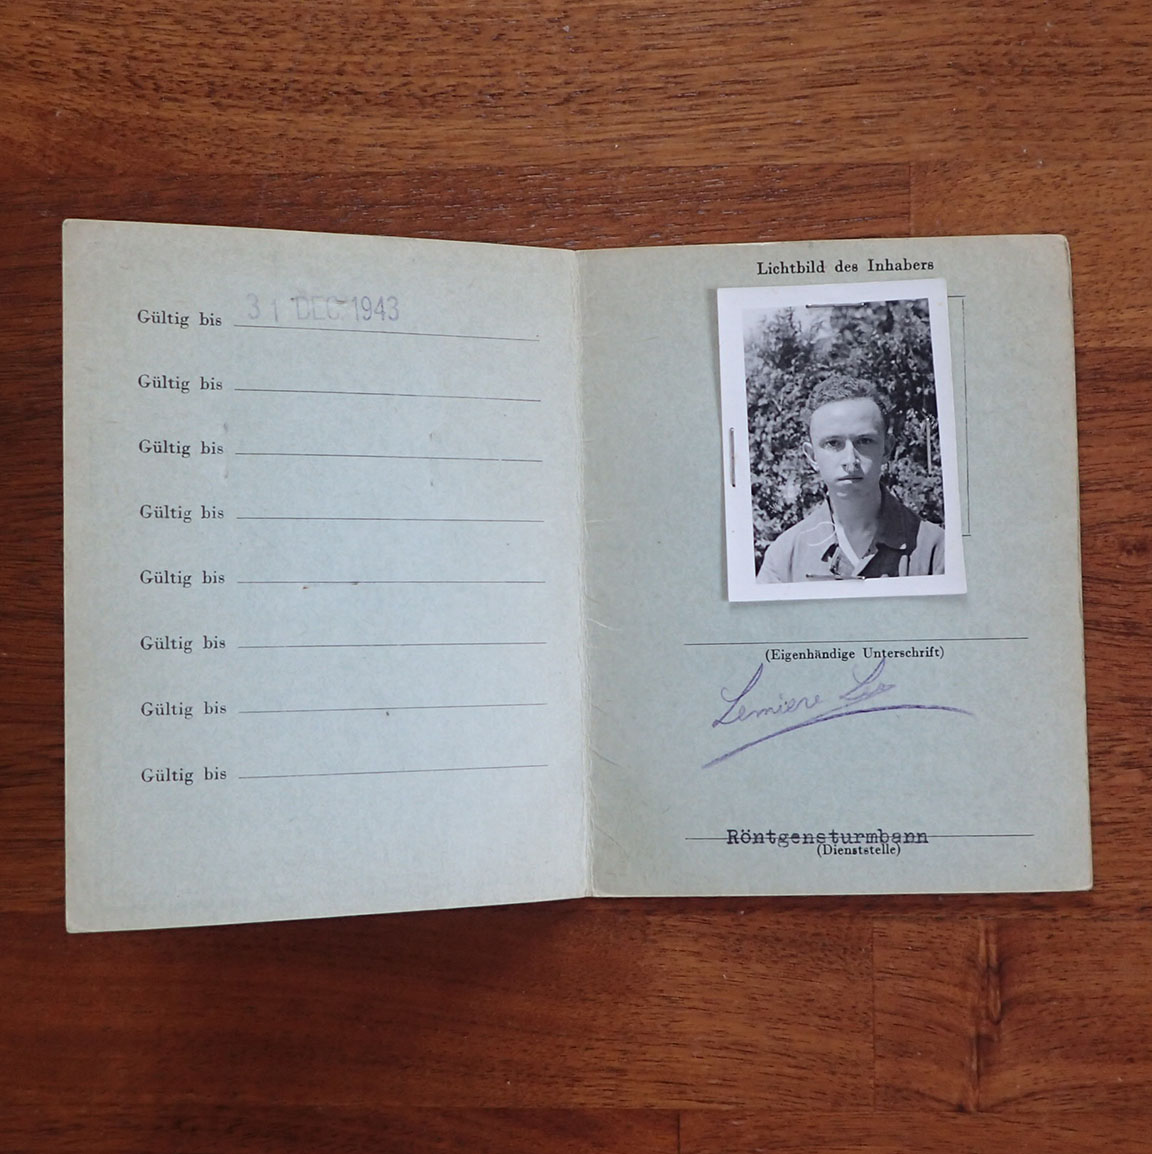 Gültig bis 31 DEC. 1943
Gültig bis
Gültig bis
Gültig bis
Gültig bis
Gültig bis
Gültig bis
Gültig bis
Lichtbild des Inhabers
(Eigenhändige Unterschrift)
Lemiere Leo
Röntgensturmbann
(Dienststelle)